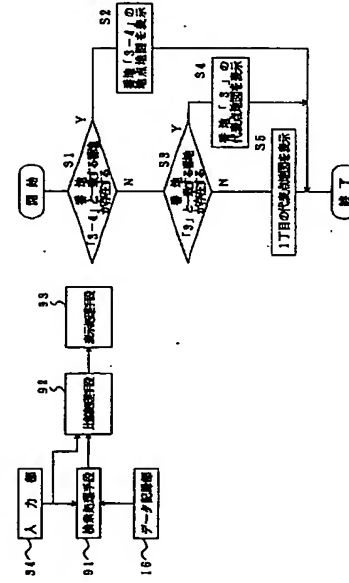 34
入力部
91
検索処理手段
16
データ記録部
92
比較処理手段
93
表示処理手段
開始
S1
番地
「3-4」と一致する番地
が存在する
Y
N
S2
番地「3-4」の
地点地図を表示
S3
番地
「3」と一致する番地
が存在する
Y
N
S4
番地「3」の
代表点地図を表示
S5
1丁目の代表点地図を表示
終了